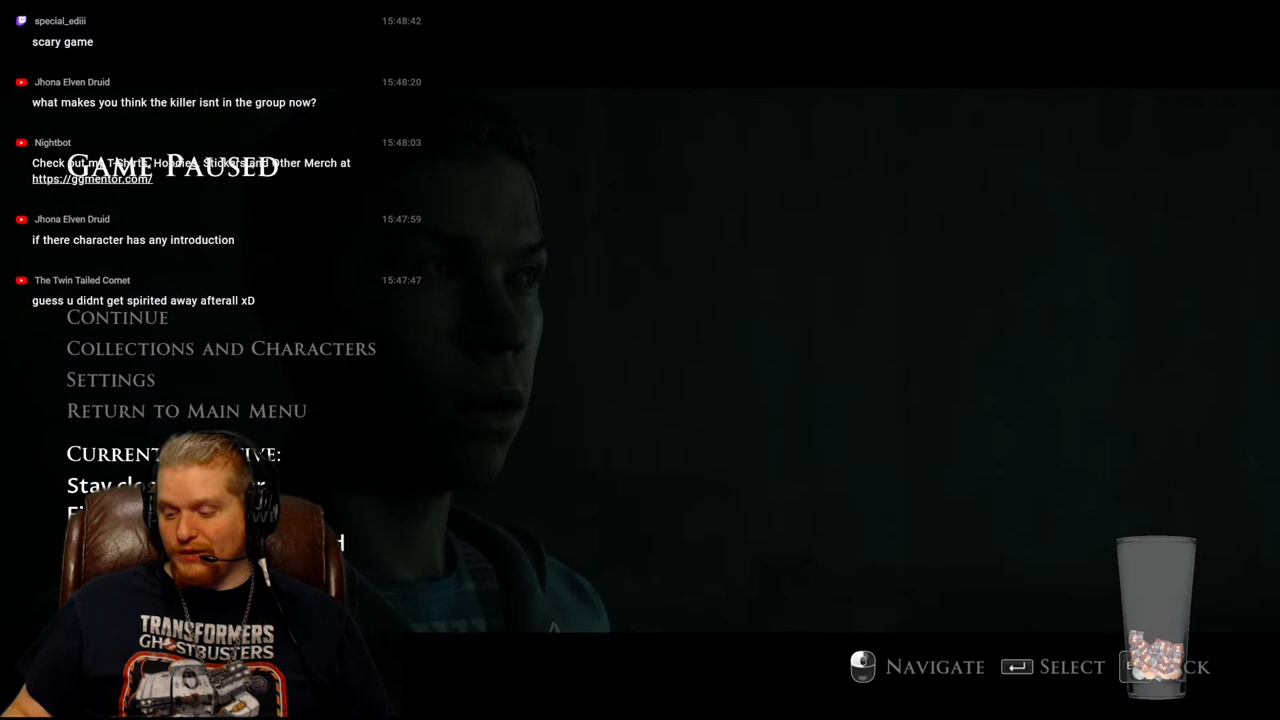 special_ediii 15:48:42
scary game
Jhona Elven Druid 15:48:20
what makes you think the killer isnt in the group now?
Nightbot 15:48:03
Check out my T-Shirts, Hoodies, Stickers and Other Merch at
https://ggmentor.com/
GAME PAUSED
Jhona Elven Druid 15:47:59
if there character has any introduction
The Twin Tailed Comet 15:47:47
guess u didnt get spirited away afterall xD
CONTINUE
COLLECTIONS AND CHARACTERS
SETTINGS
RETURN TO MAIN MENU
CURRENT
Stay
TRANSFORMERS
GHOSTBUSTERS
NAVIGATE
SELECT